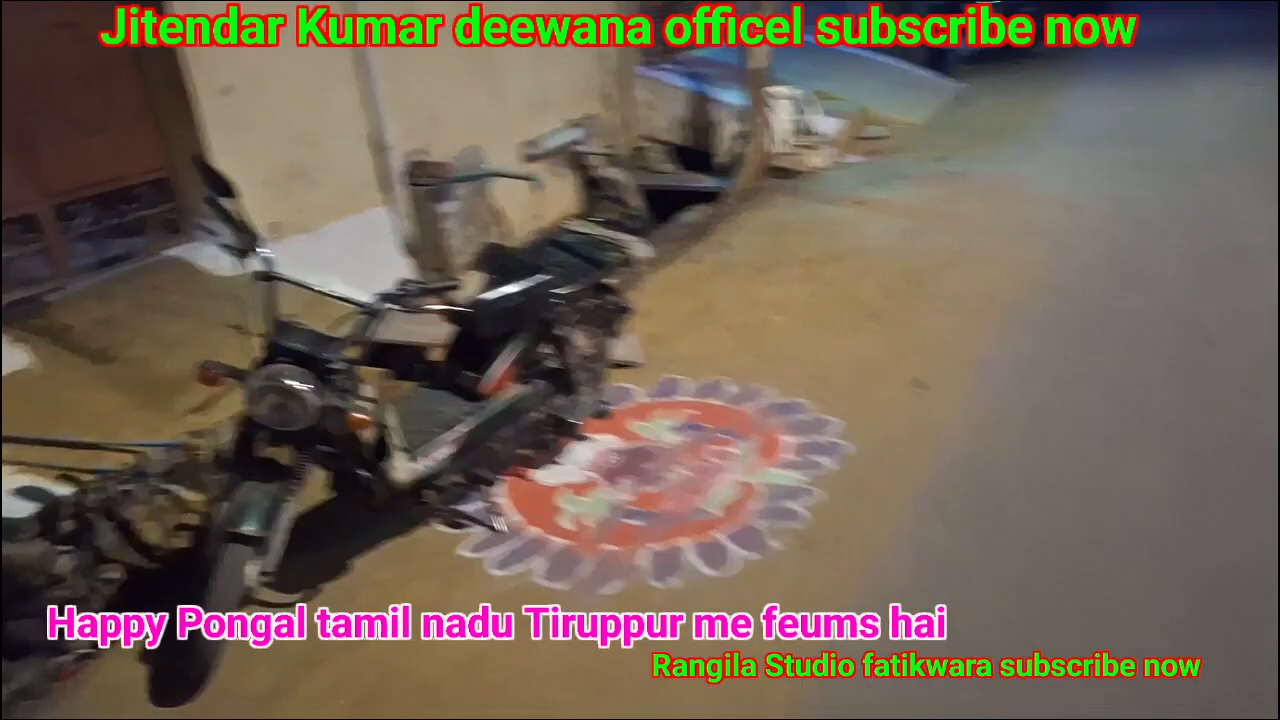 Jitendar Kumar deewana officel subscribe now
Happy Pongal tamil nadu Tiruppur me feums hai
Rangila Studio fatikwara subscribe now